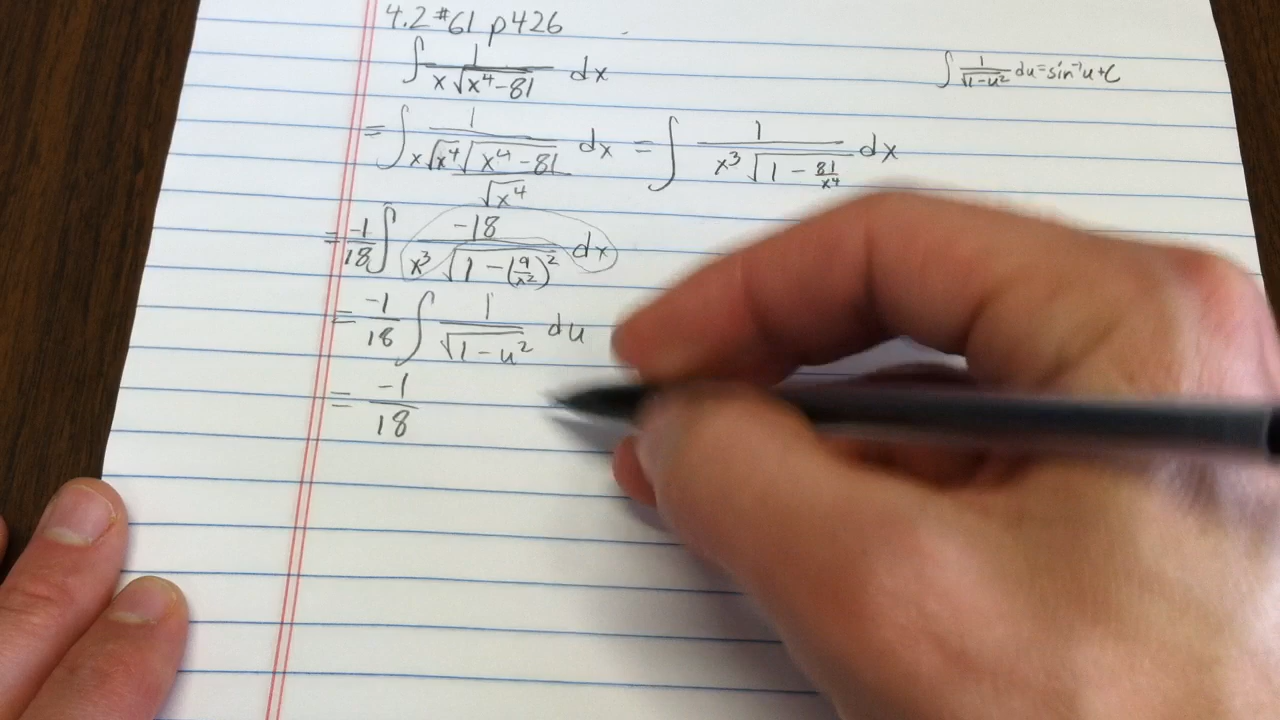 4.2 #61 p426
∫ 1/(x√(x⁴-81)) dx
∫ 1/√(1-u²) du = sin⁻¹u + C
= ∫ 1/(x√x⁴ √(x⁴-81)/√x⁴) dx = ∫ 1/(x³√(1 - 81/x⁴)) dx
= -1/18 ∫ -18/(x³√(1-(9/x²)²)) dx
= -1/18 ∫ 1/√(1-u²) du
= -1/18